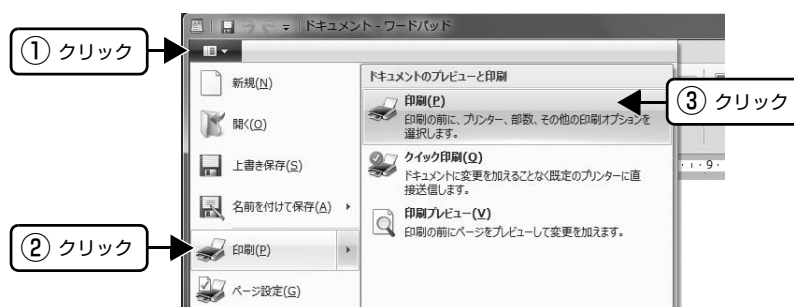 ドキュメント - ワードパッド
① クリック
新規(N)
開く(O)
上書き保存(S)
名前を付けて保存(A)
② クリック
印刷(P)
ページ設定(G)
ドキュメントのプレビューと印刷
印刷(P)
印刷の前に、プリンター、部数、その他の印刷オプションを
選択します。
③ クリック
クイック印刷(Q)
ドキュメントに変更を加えることなく既定のプリンターに直
接送信します。
印刷プレビュー(V)
印刷の前にページをプレビューして変更を加えます。
9